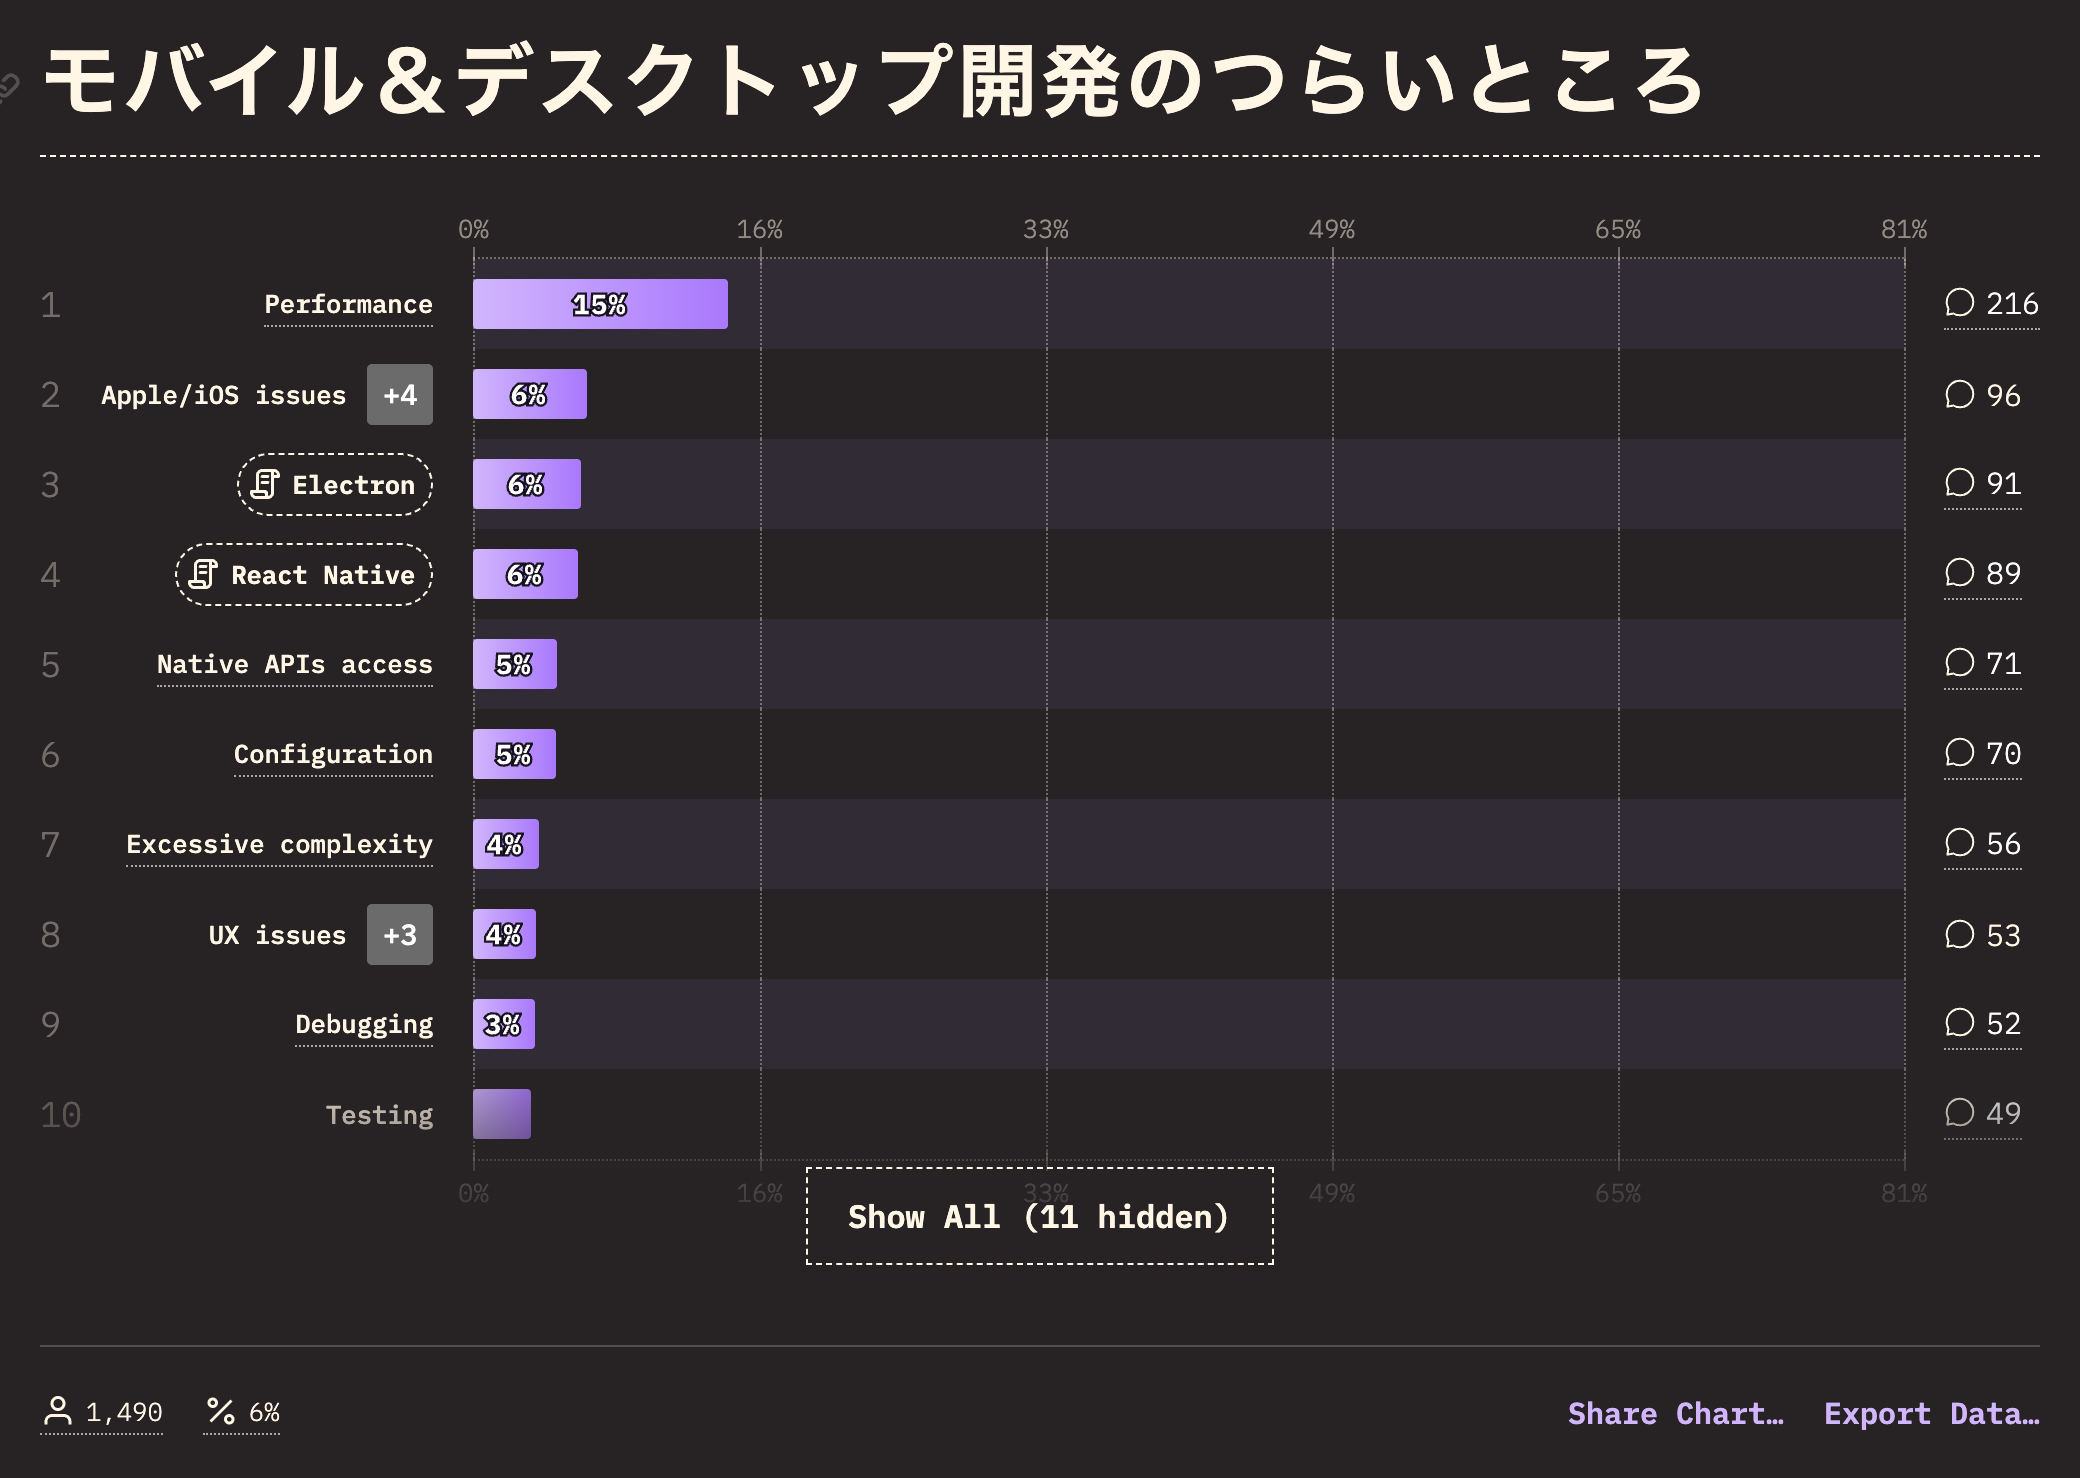 モバイル＆デスクトップ開発のつらいところ
0% 16% 33% 49% 65% 81%
1 Performance 15% 216
2 Apple/iOS issues +4 6% 96
3 Electron 6% 91
4 React Native 6% 89
5 Native APIs access 5% 71
6 Configuration 5% 70
7 Excessive complexity 4% 56
8 UX issues +3 4% 53
9 Debugging 3% 52
10 Testing 49
0% 16% 33% 49% 65% 81%
Show All (11 hidden)
1,490 6% Share Chart… Export Data…